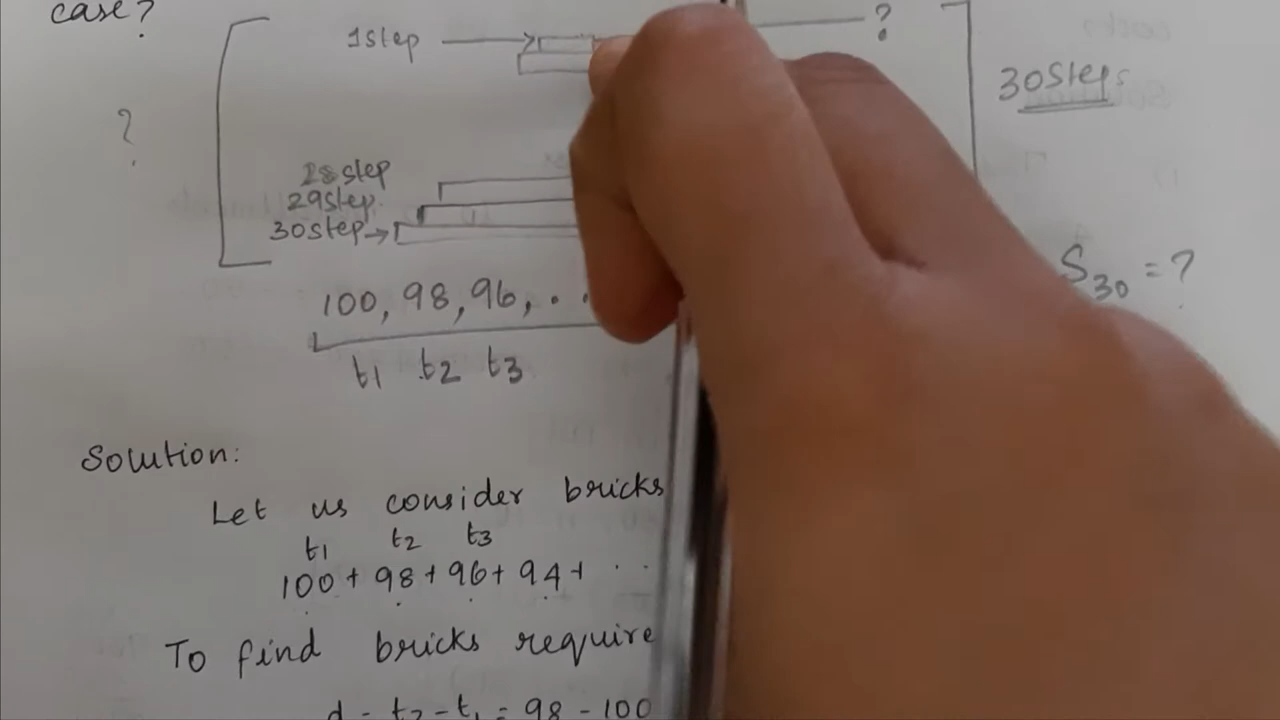 case?
1step ?
30Steps
?
28step
29step
30step
S30 = ?
100, 98, 96, . .
t1 t2 t3
Solution:
Let us consider bricks
t1 t2 t3
100 + 98 + 96 + 94 + . .
To find bricks require
d = t2 - t1 = 98 - 100